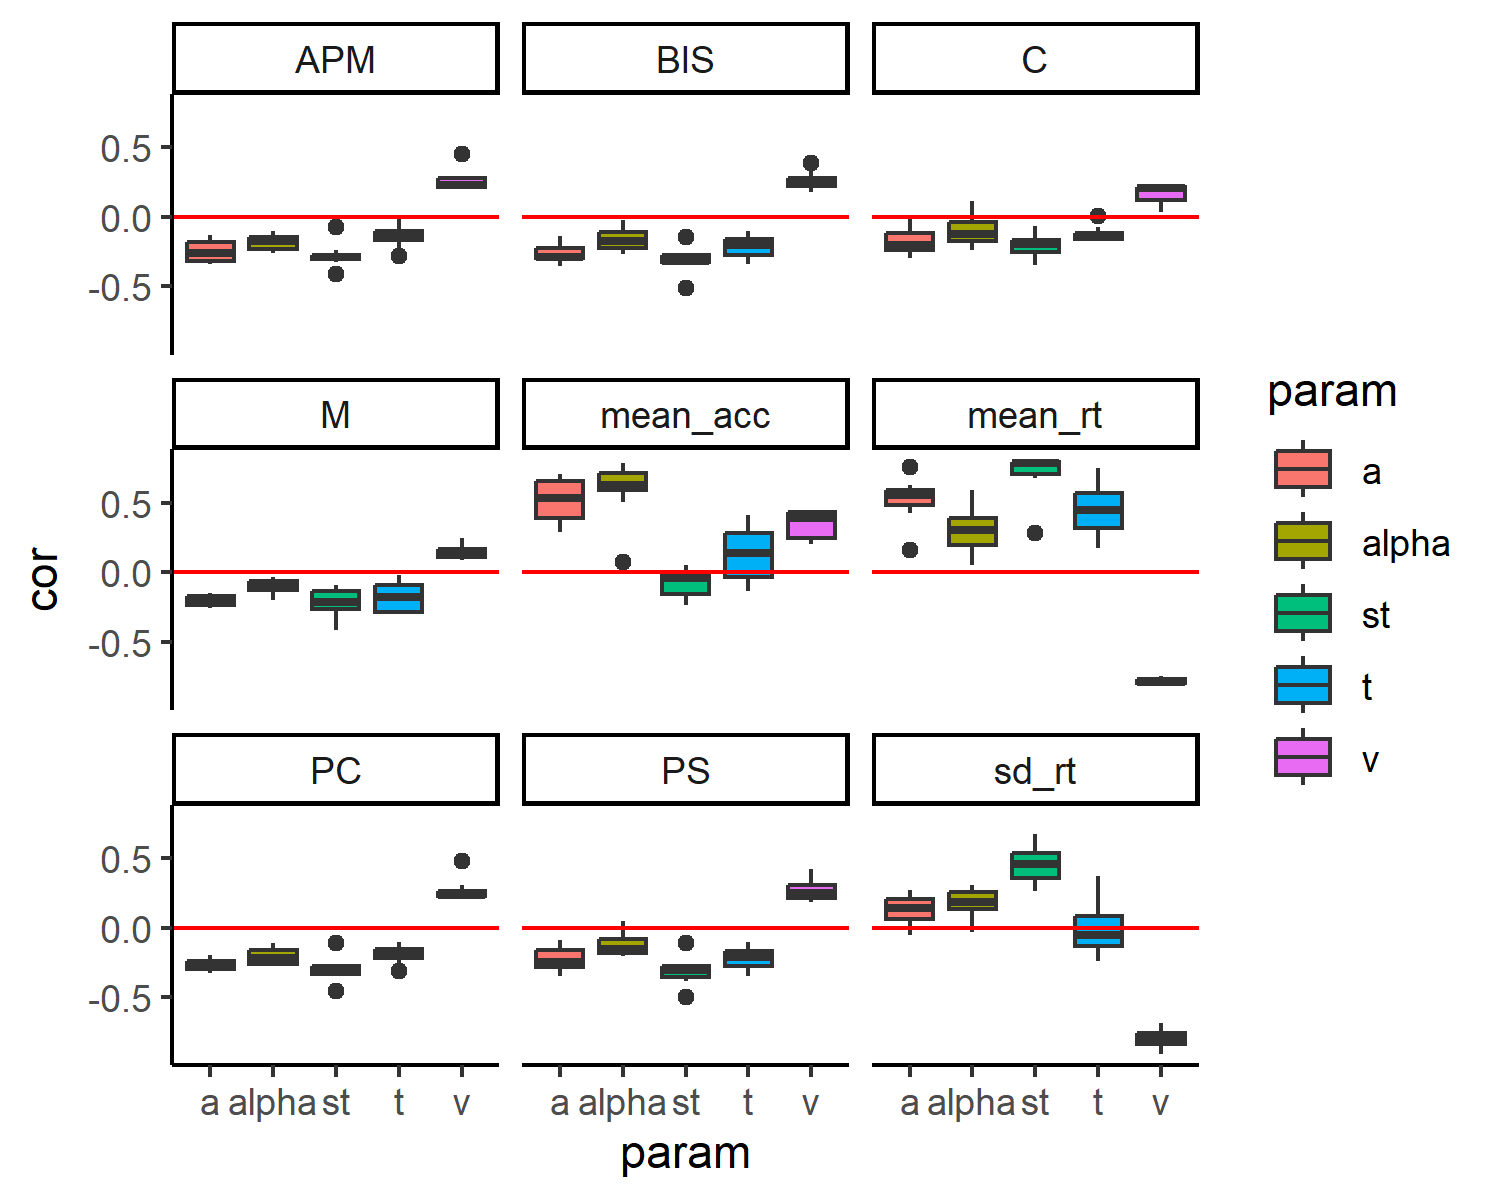 APM BIS C
0.5
0.0
-0.5
M mean_acc mean_rt
0.5
0.0
-0.5
PC PS sd_rt
0.5
0.0
-0.5
a alpha st t v a alpha st t v a alpha st t v
param
cor
param
a
alpha
st
t
v